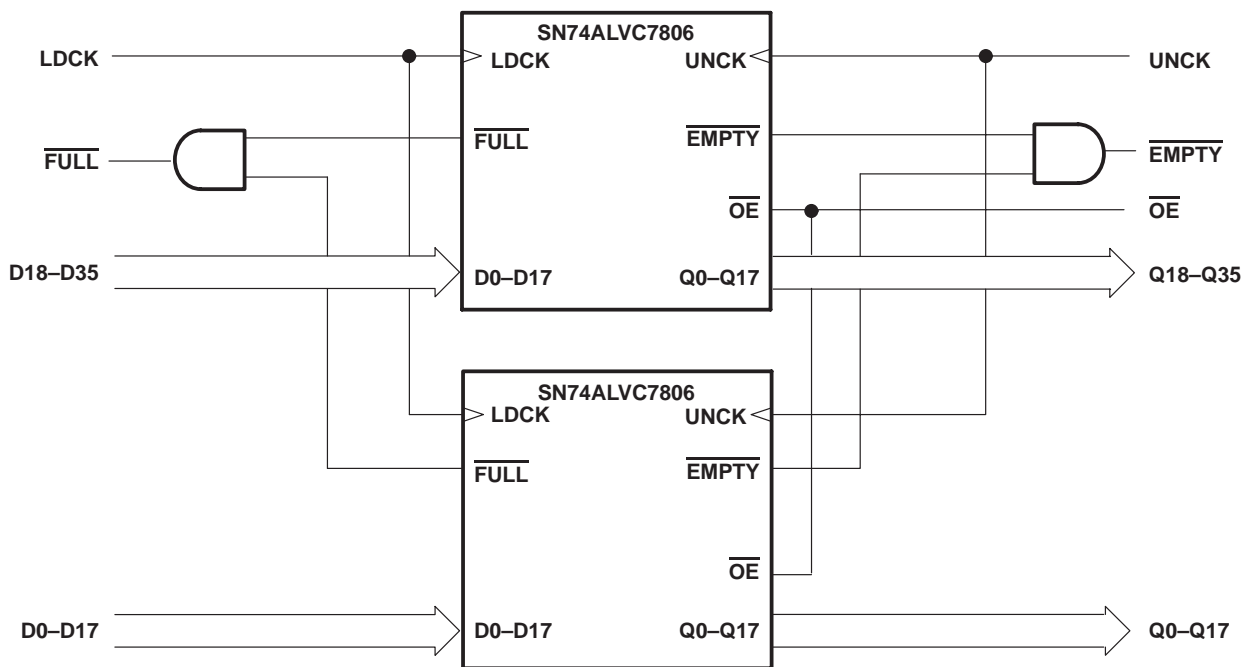 SN74ALVC7806
LDCK
LDCK
UNCK
UNCK
FULL
FULL
EMPTY
EMPTY
OE
OE
D18–D35
D0–D17
Q0–Q17
Q18–Q35
SN74ALVC7806
LDCK
UNCK
FULL
EMPTY
OE
D0–D17
D0–D17
Q0–Q17
Q0–Q17